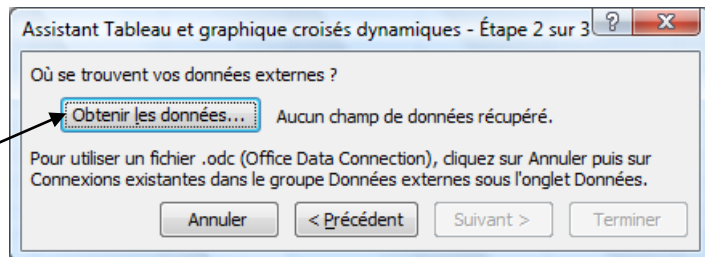 Assistant Tableau et graphique croisés dynamiques - Étape 2 sur 3
Où se trouvent vos données externes ?
Obtenir les données... Aucun champ de données récupéré.
Pour utiliser un fichier .odc (Office Data Connection), cliquez sur Annuler puis sur
Connexions existantes dans le groupe Données externes sous l'onglet Données.
Annuler < Précédent Suivant > Terminer